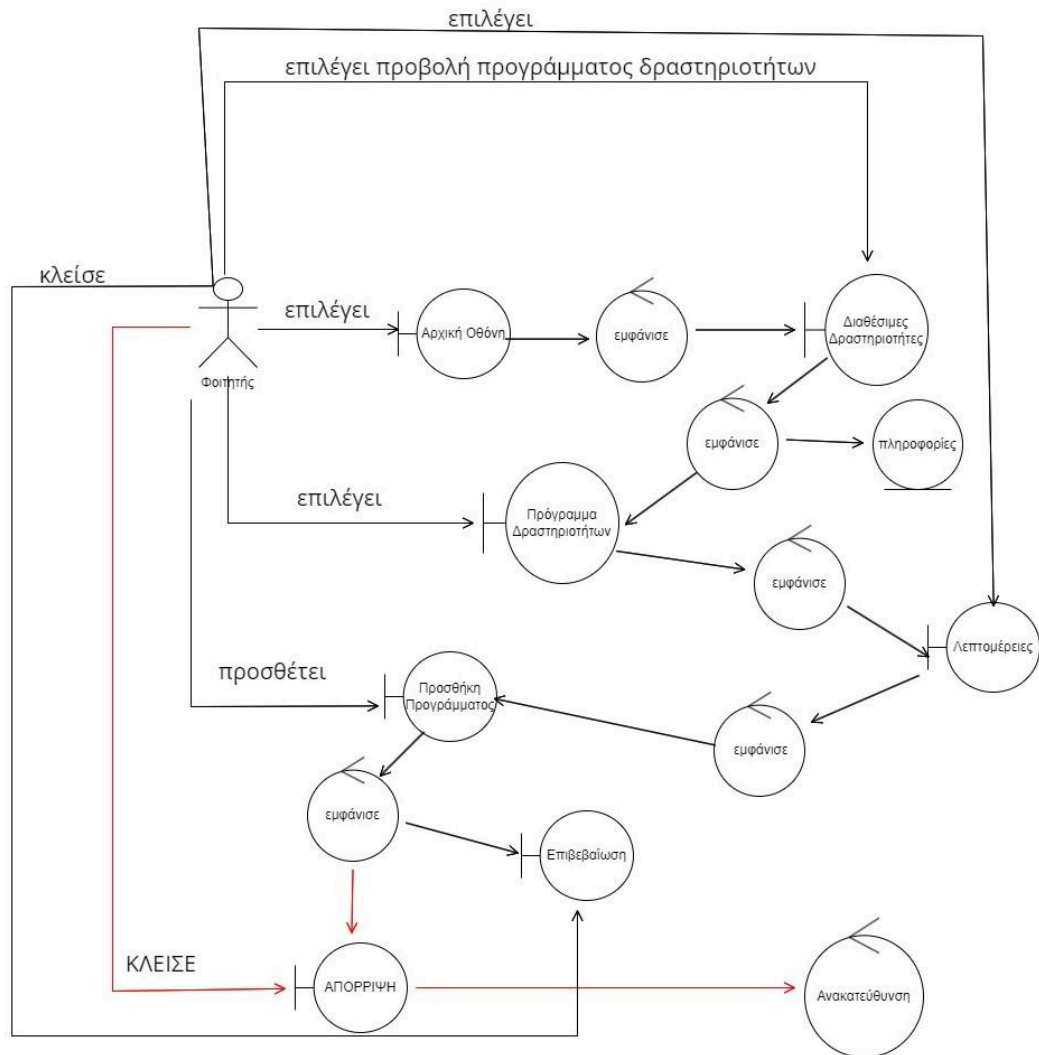 επιλέγει
επιλέγει προβολή προγράμματος δραστηριοτήτων
κλείσε
επιλέγει
Αρχική Οθόνη
εμφάνισε
Διαθέσιμες
Δραστηριότητες
Φοιτητής
εμφάνισε
πληροφορίες
επιλέγει
Πρόγραμμα
Δραστηριοτήτων
εμφάνισε
Λεπτομέρειες
προσθέτει
Προσθήκη
Προγράμματος
εμφάνισε
εμφάνισε
Επιβεβαίωση
ΚΛΕΙΣΕ
ΑΠΟΡΡΙΨΗ
Ανακατεύθυνση